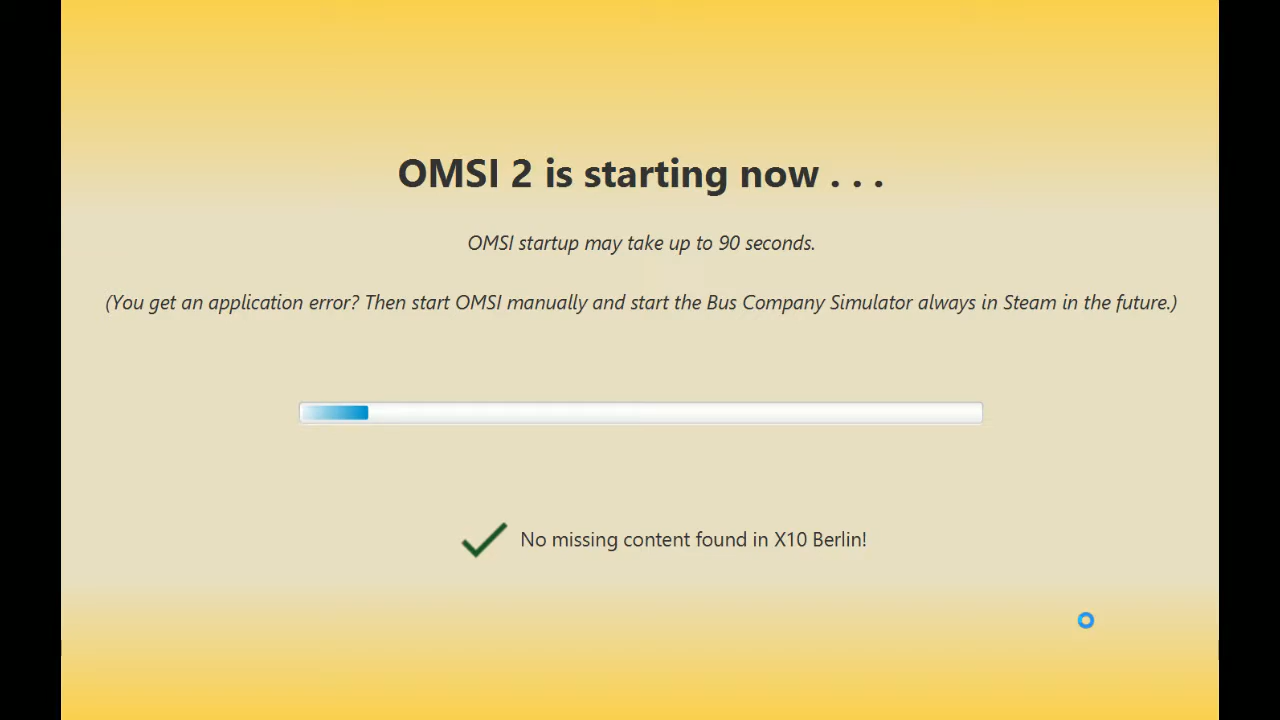 OMSI 2 is starting now . . .
OMSI startup may take up to 90 seconds.
(You get an application error? Then start OMSI manually and start the Bus Company Simulator always in Steam in the future.)
No missing content found in X10 Berlin!